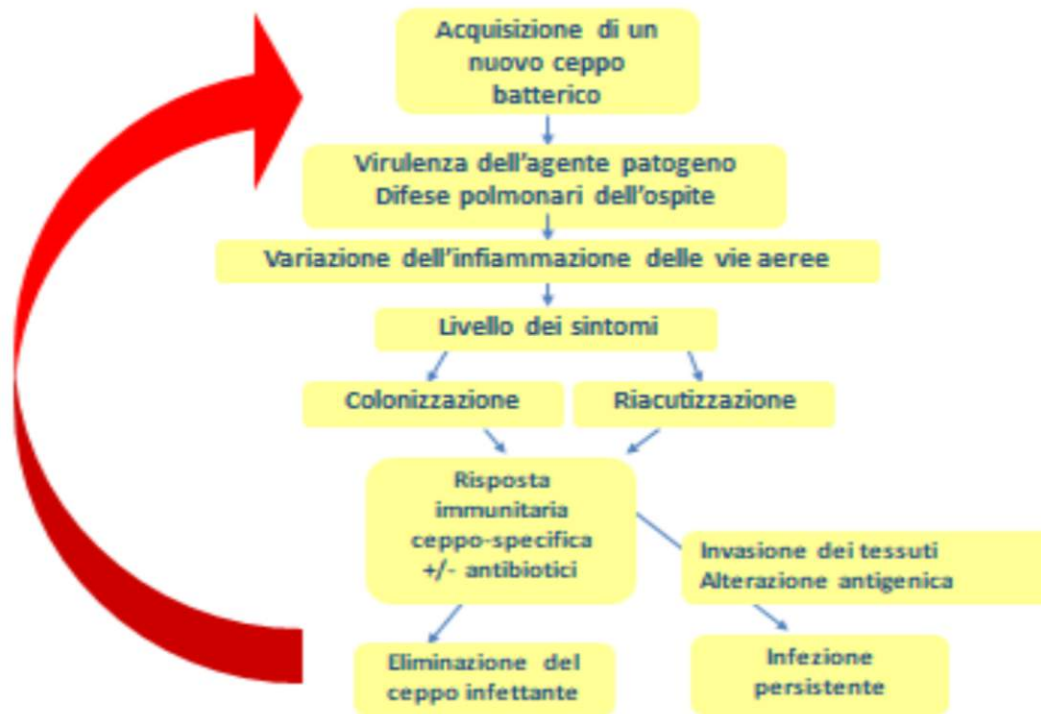 Acquisizione di un
nuovo ceppo
batterico
Virulenza dell'agente patogeno
Difese polmonari dell'ospite
Variazione dell'infiammazione delle vie aeree
Livello dei sintomi
Colonizzazione
Riacutizzazione
Risposta
immunitaria
ceppo-specifica
+/- antibiotici
Invasione dei tessuti
Alterazione antigenica
Eliminazione del
ceppo infettante
Infezione
persistente